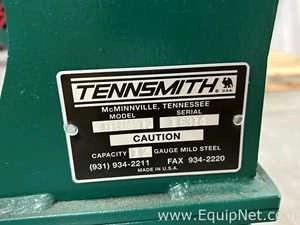 TENNSMITH®
U.S.A.
McMINNVILLE, TENNESSEE
MODEL SERIAL
CAUTION
CAPACITY GAUGE MILD STEEL
(931) 934-2211 FAX 934-2220
MADE IN U.S.A.
www.EquipNet.com